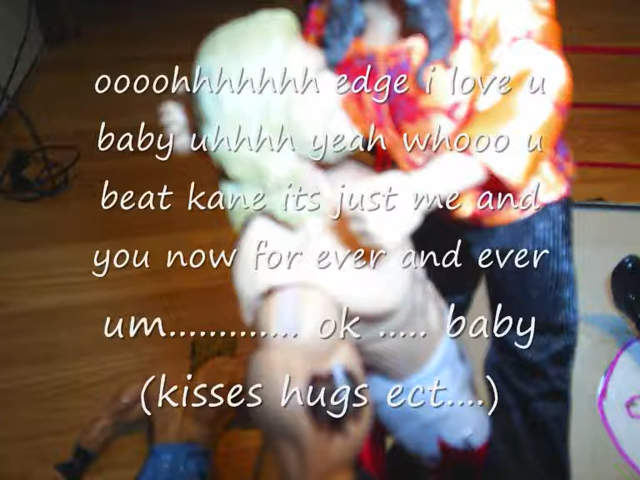 oooohhhhhhh edge i love u
baby uhhhh yeah whooo u
beat kane its just me and
you now for ever and ever
um............. ok ..... baby
(kisses hugs ect....)